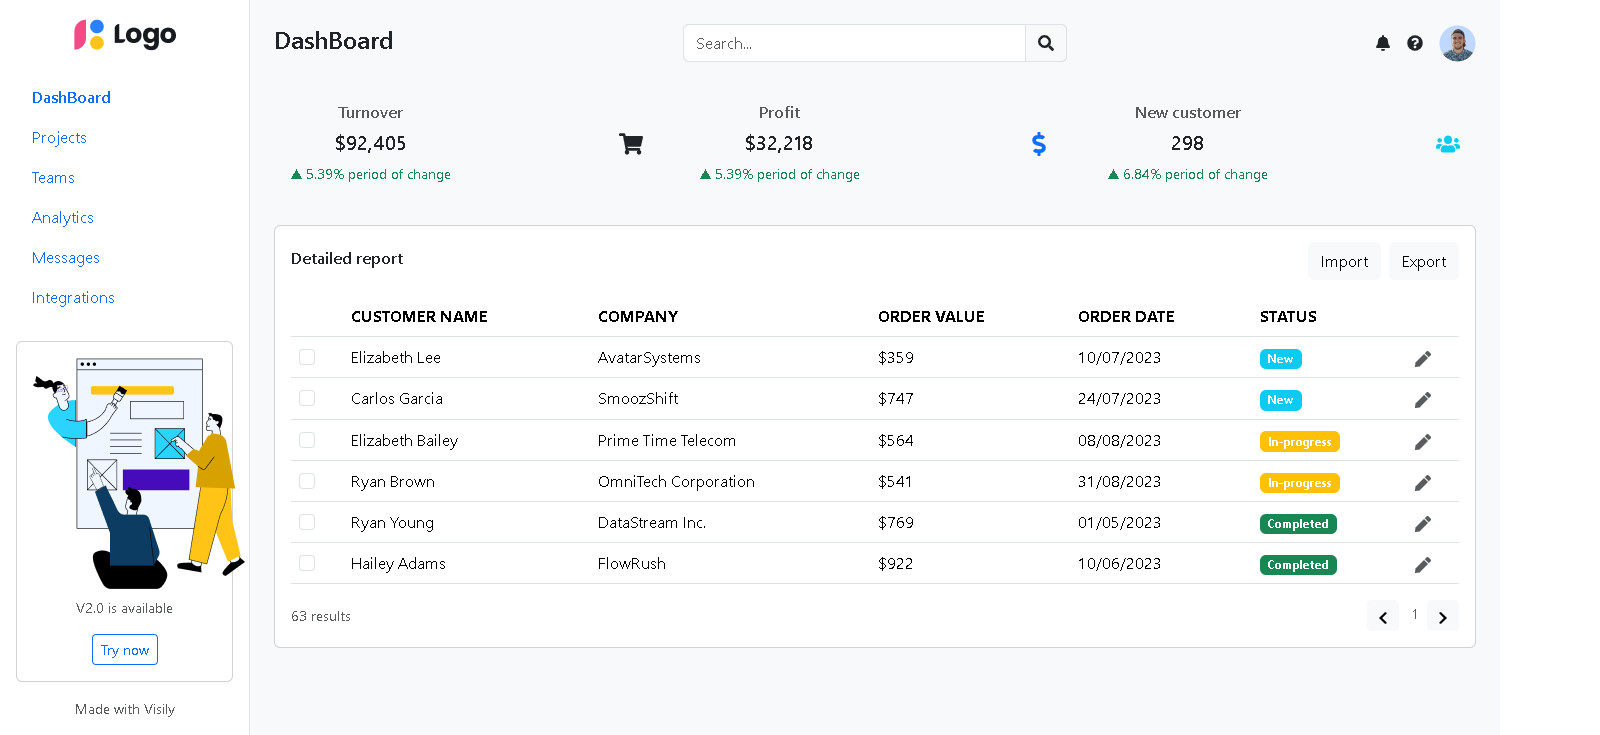 Logo
DashBoard
Projects
Teams
Analytics
Messages
Integrations
V2.0 is available
Try now
Made with Visily
DashBoard
Search...
Turnover
$92,405
5.39% period of change
Profit
$32,218
5.39% period of change
New customer
298
6.84% period of change
Detailed report
Import Export
CUSTOMER NAME COMPANY ORDER VALUE ORDER DATE STATUS
Elizabeth Lee AvatarSystems $359 10/07/2023 New
Carlos Garcia SmoozShift $747 24/07/2023 New
Elizabeth Bailey Prime Time Telecom $564 08/08/2023 In-progress
Ryan Brown OmniTech Corporation $541 31/08/2023 In-progress
Ryan Young DataStream Inc. $769 01/05/2023 Completed
Hailey Adams FlowRush $922 10/06/2023 Completed
63 results
1